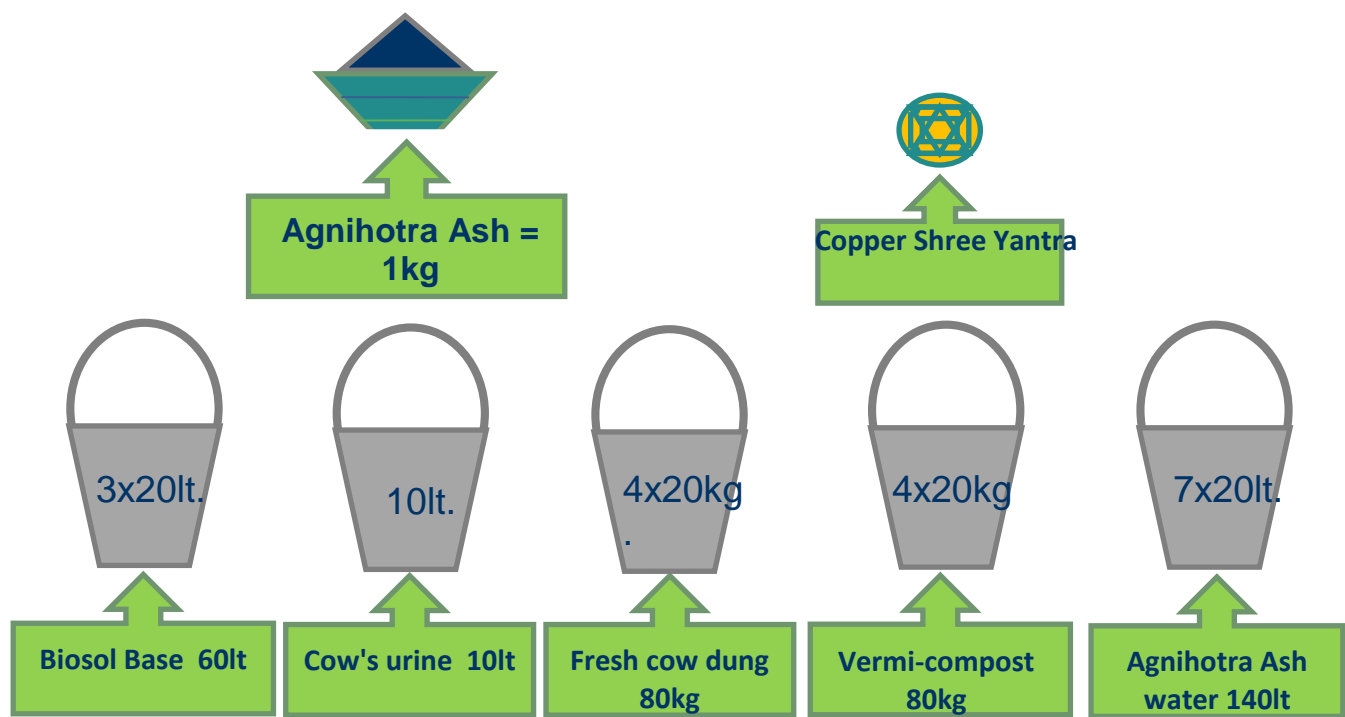 Agnihotra Ash =
1kg
Copper Shree Yantra
3x20lt.
10lt.
4x20kg
.
4x20kg
7x20lt.
Biosol Base  60lt
Cow's urine  10lt
Fresh cow dung
80kg
Vermi-compost
80kg
Agnihotra Ash
water 140lt